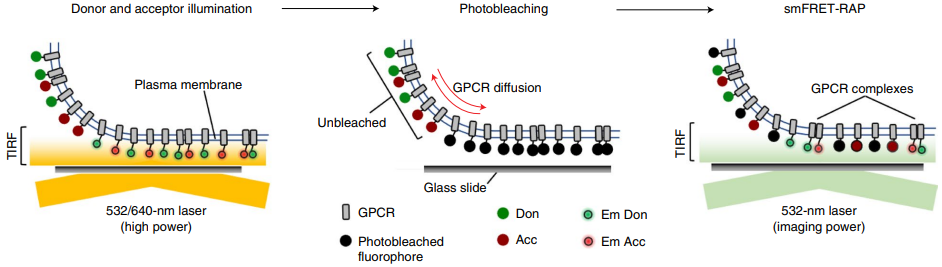 Donor and acceptor illumination
Photobleaching
smFRET-RAP
Plasma membrane
TIRF
532/640-nm laser
(high power)
GPCR diffusion
Unbleached
Glass slide
GPCR complexes
TIRF
532-nm laser
(imaging power)
GPCR
Don
Em Don
Photobleached
fluorophore
Acc
Em Acc